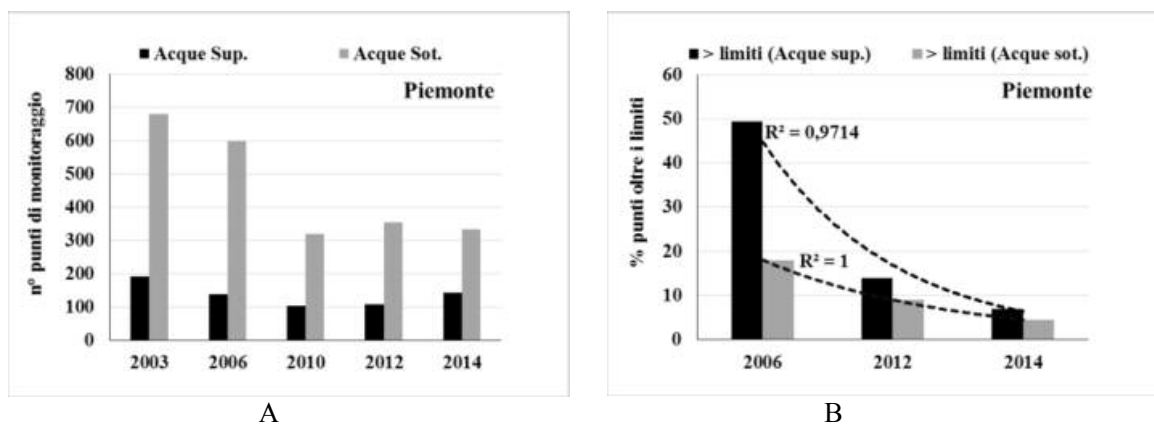 Acque Sup. Acque Sot.
Piemonte
nº punti di monitoraggio
800
700
600
500
400
300
200
100
0
2003 2006 2010 2012 2014
A
> limiti (Acque sup.) > limiti (Acque sot.)
Piemonte
% punti oltre i limiti
60
50
40
30
20
10
0
R² = 0,9714
R² = 1
2006 2012 2014
B